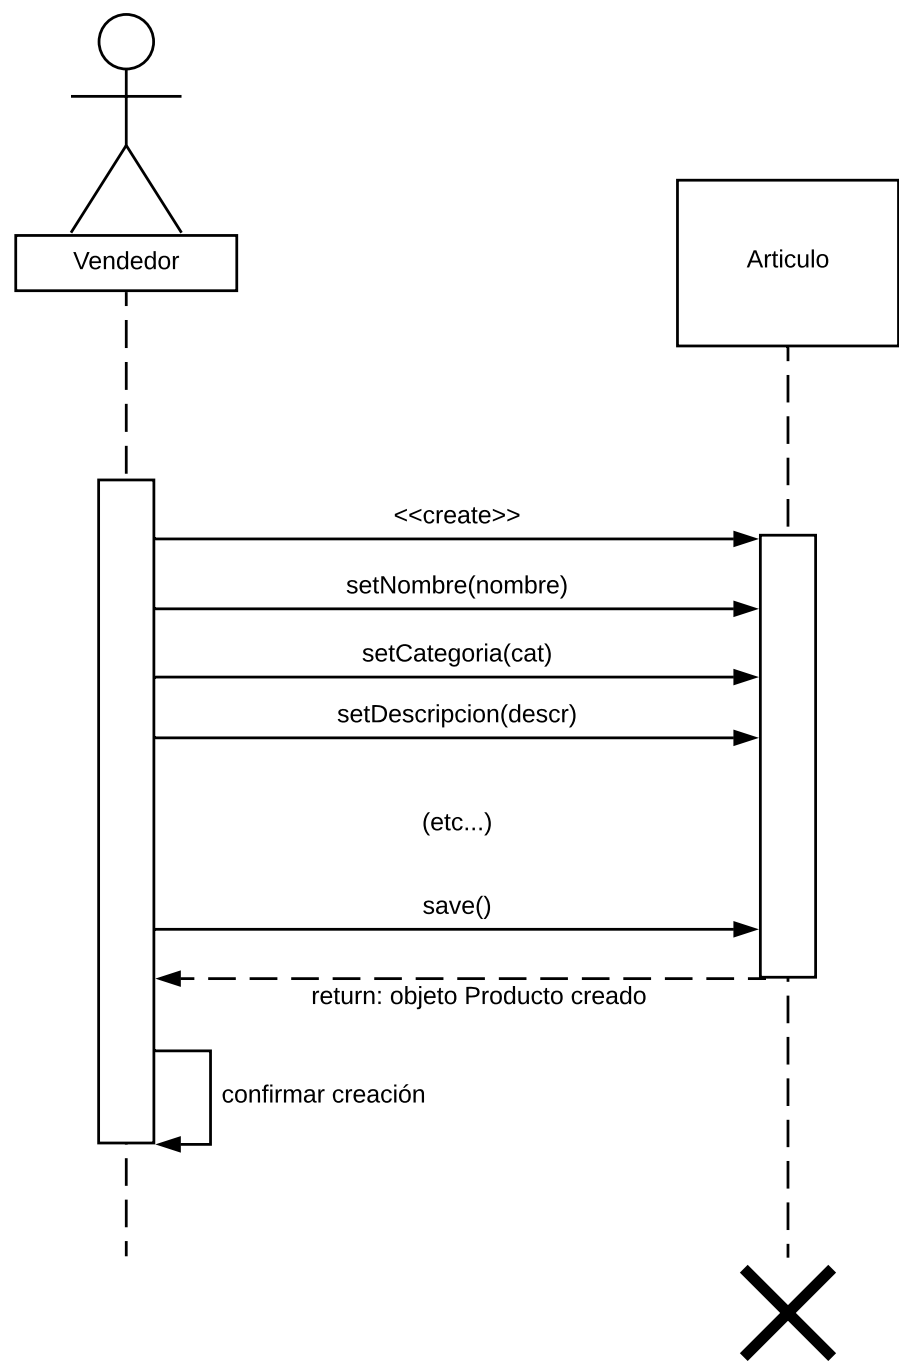 Vendedor
Articulo
<<create>>
setNombre(nombre)
setCategoria(cat)
setDescripcion(descr)
(etc...)
save()
return: objeto Producto creado
confirmar creación